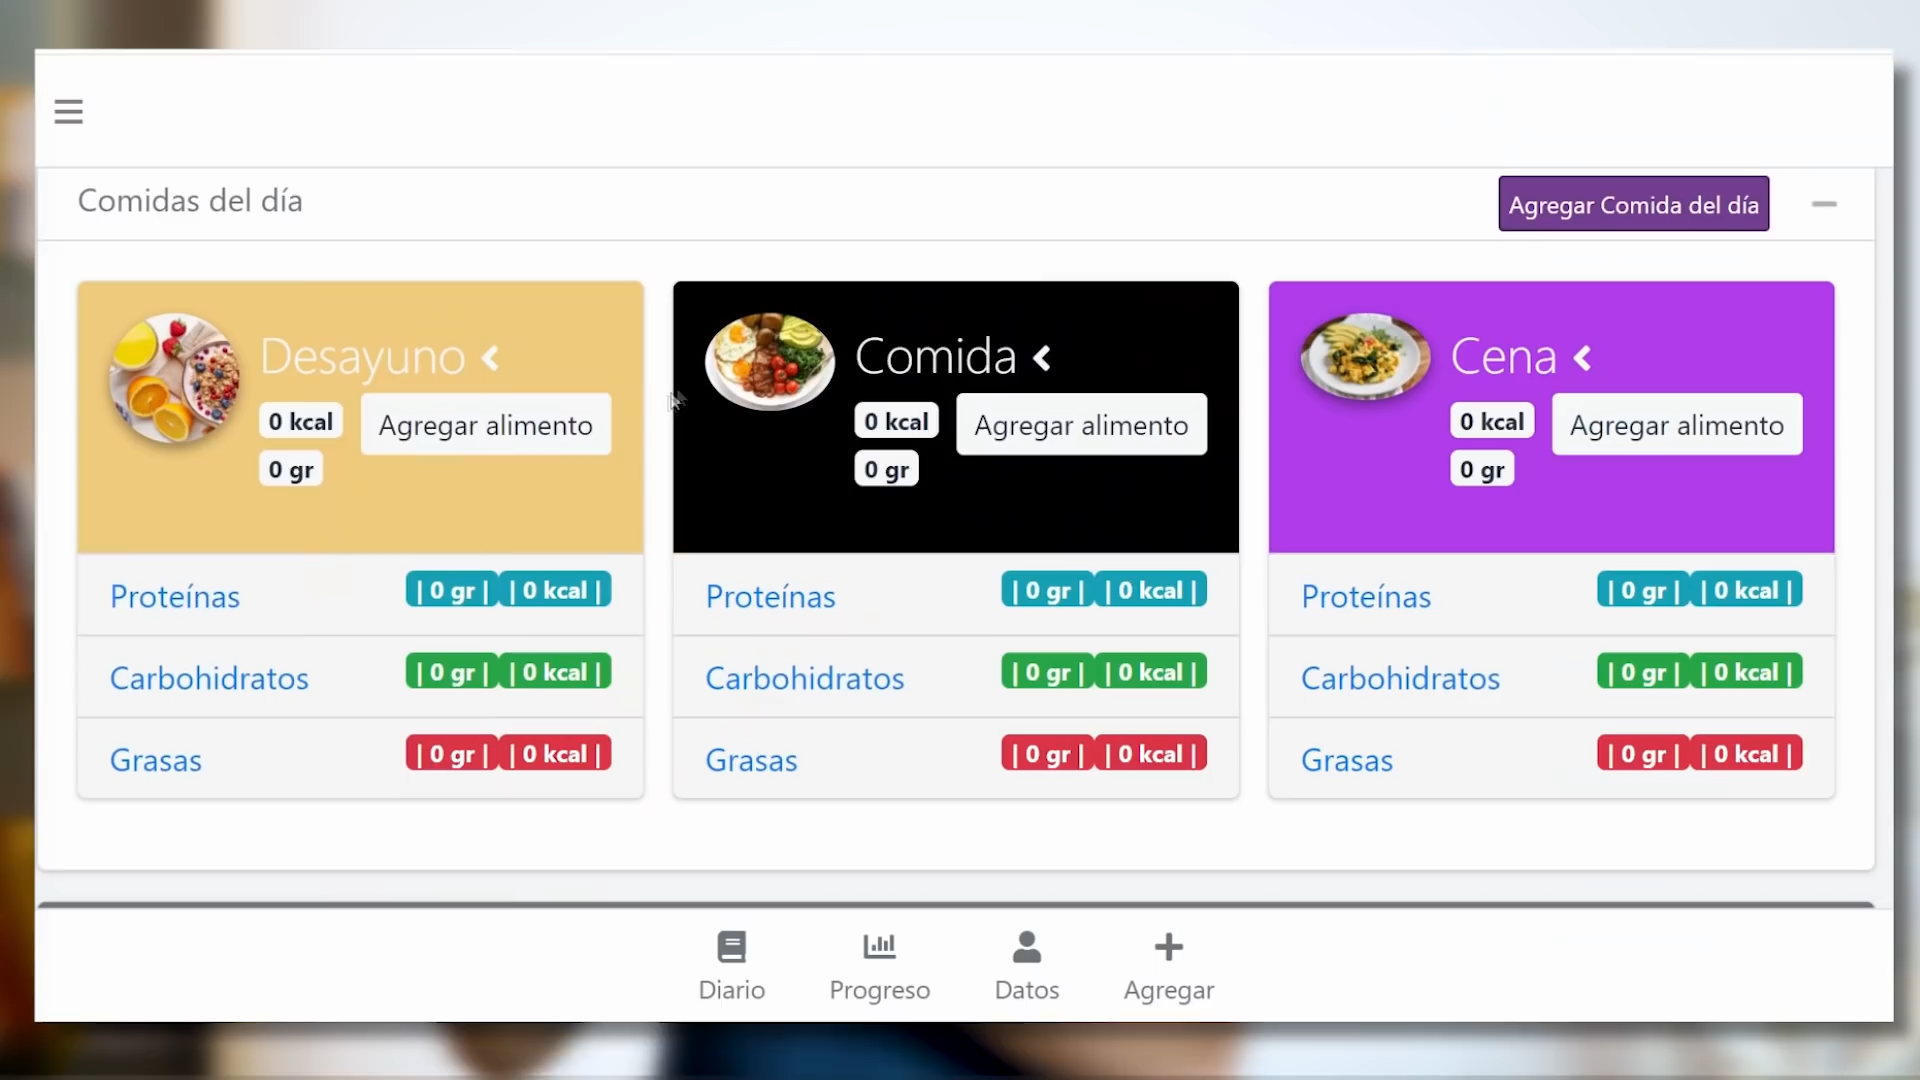 Comidas del día
Agregar Comida del día
Desayuno
0 kcal
Agregar alimento
0 gr
Proteínas
| 0 gr | | 0 kcal |
Carbohidratos
| 0 gr | | 0 kcal |
Grasas
| 0 gr | | 0 kcal |
Comida
0 kcal
Agregar alimento
0 gr
Proteínas
| 0 gr | | 0 kcal |
Carbohidratos
| 0 gr | | 0 kcal |
Grasas
| 0 gr | | 0 kcal |
Cena
0 kcal
Agregar alimento
0 gr
Proteínas
| 0 gr | | 0 kcal |
Carbohidratos
| 0 gr | | 0 kcal |
Grasas
| 0 gr | | 0 kcal |
Diario
Progreso
Datos
Agregar